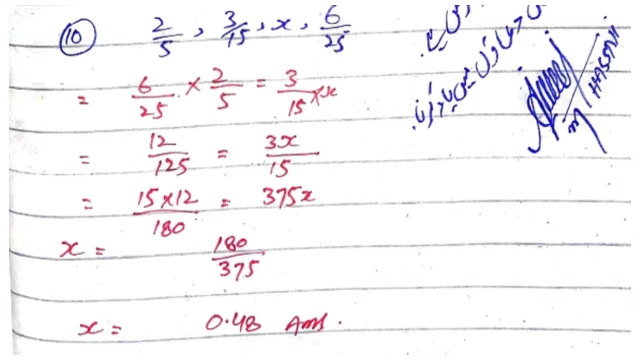 10 2/5 , 3/15 , x , 6/25
= 6/25 × 2/5 = 3/15 × x
= 12/125 = 3x/15
= 15×12/180 = 375x
x = 180/375
x = 0.48 Ans.
M HASSAN